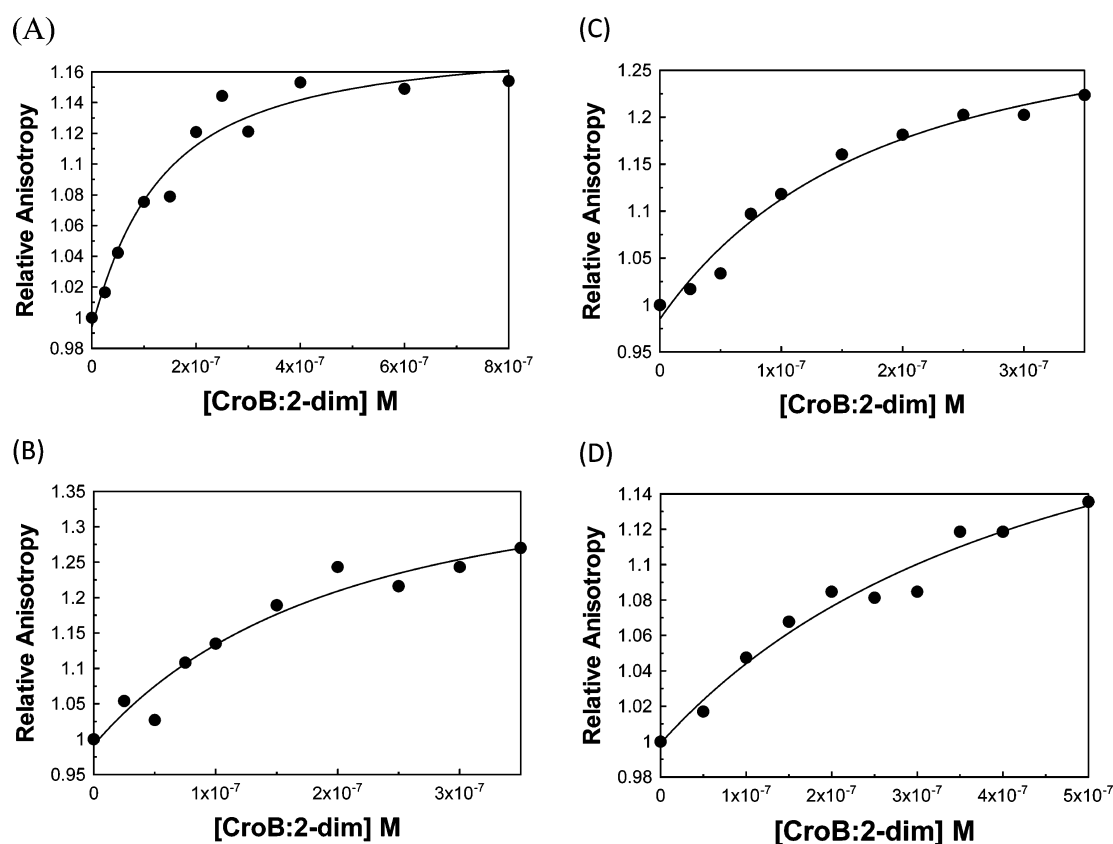 (A)
Relative Anisotropy
1.16
1.14
1.12
1.1
1.08
1.06
1.04
1.02
1
0.98
0
2x10-7
4x10-7
6x10-7
8x10-7
[CroB:2-dim] M
(C)
Relative Anisotropy
1.25
1.2
1.15
1.1
1.05
1
0.95
0
1x10-7
2x10-7
3x10-7
[CroB:2-dim] M
(B)
Relative Anisotropy
1.35
1.3
1.25
1.2
1.15
1.1
1.05
1
0.95
0
1x10-7
2x10-7
3x10-7
[CroB:2-dim] M
(D)
Relative Anisotropy
1.14
1.12
1.1
1.08
1.06
1.04
1.02
1
0.98
0
1x10-7
2x10-7
3x10-7
4x10-7
5x10-7
[CroB:2-dim] M